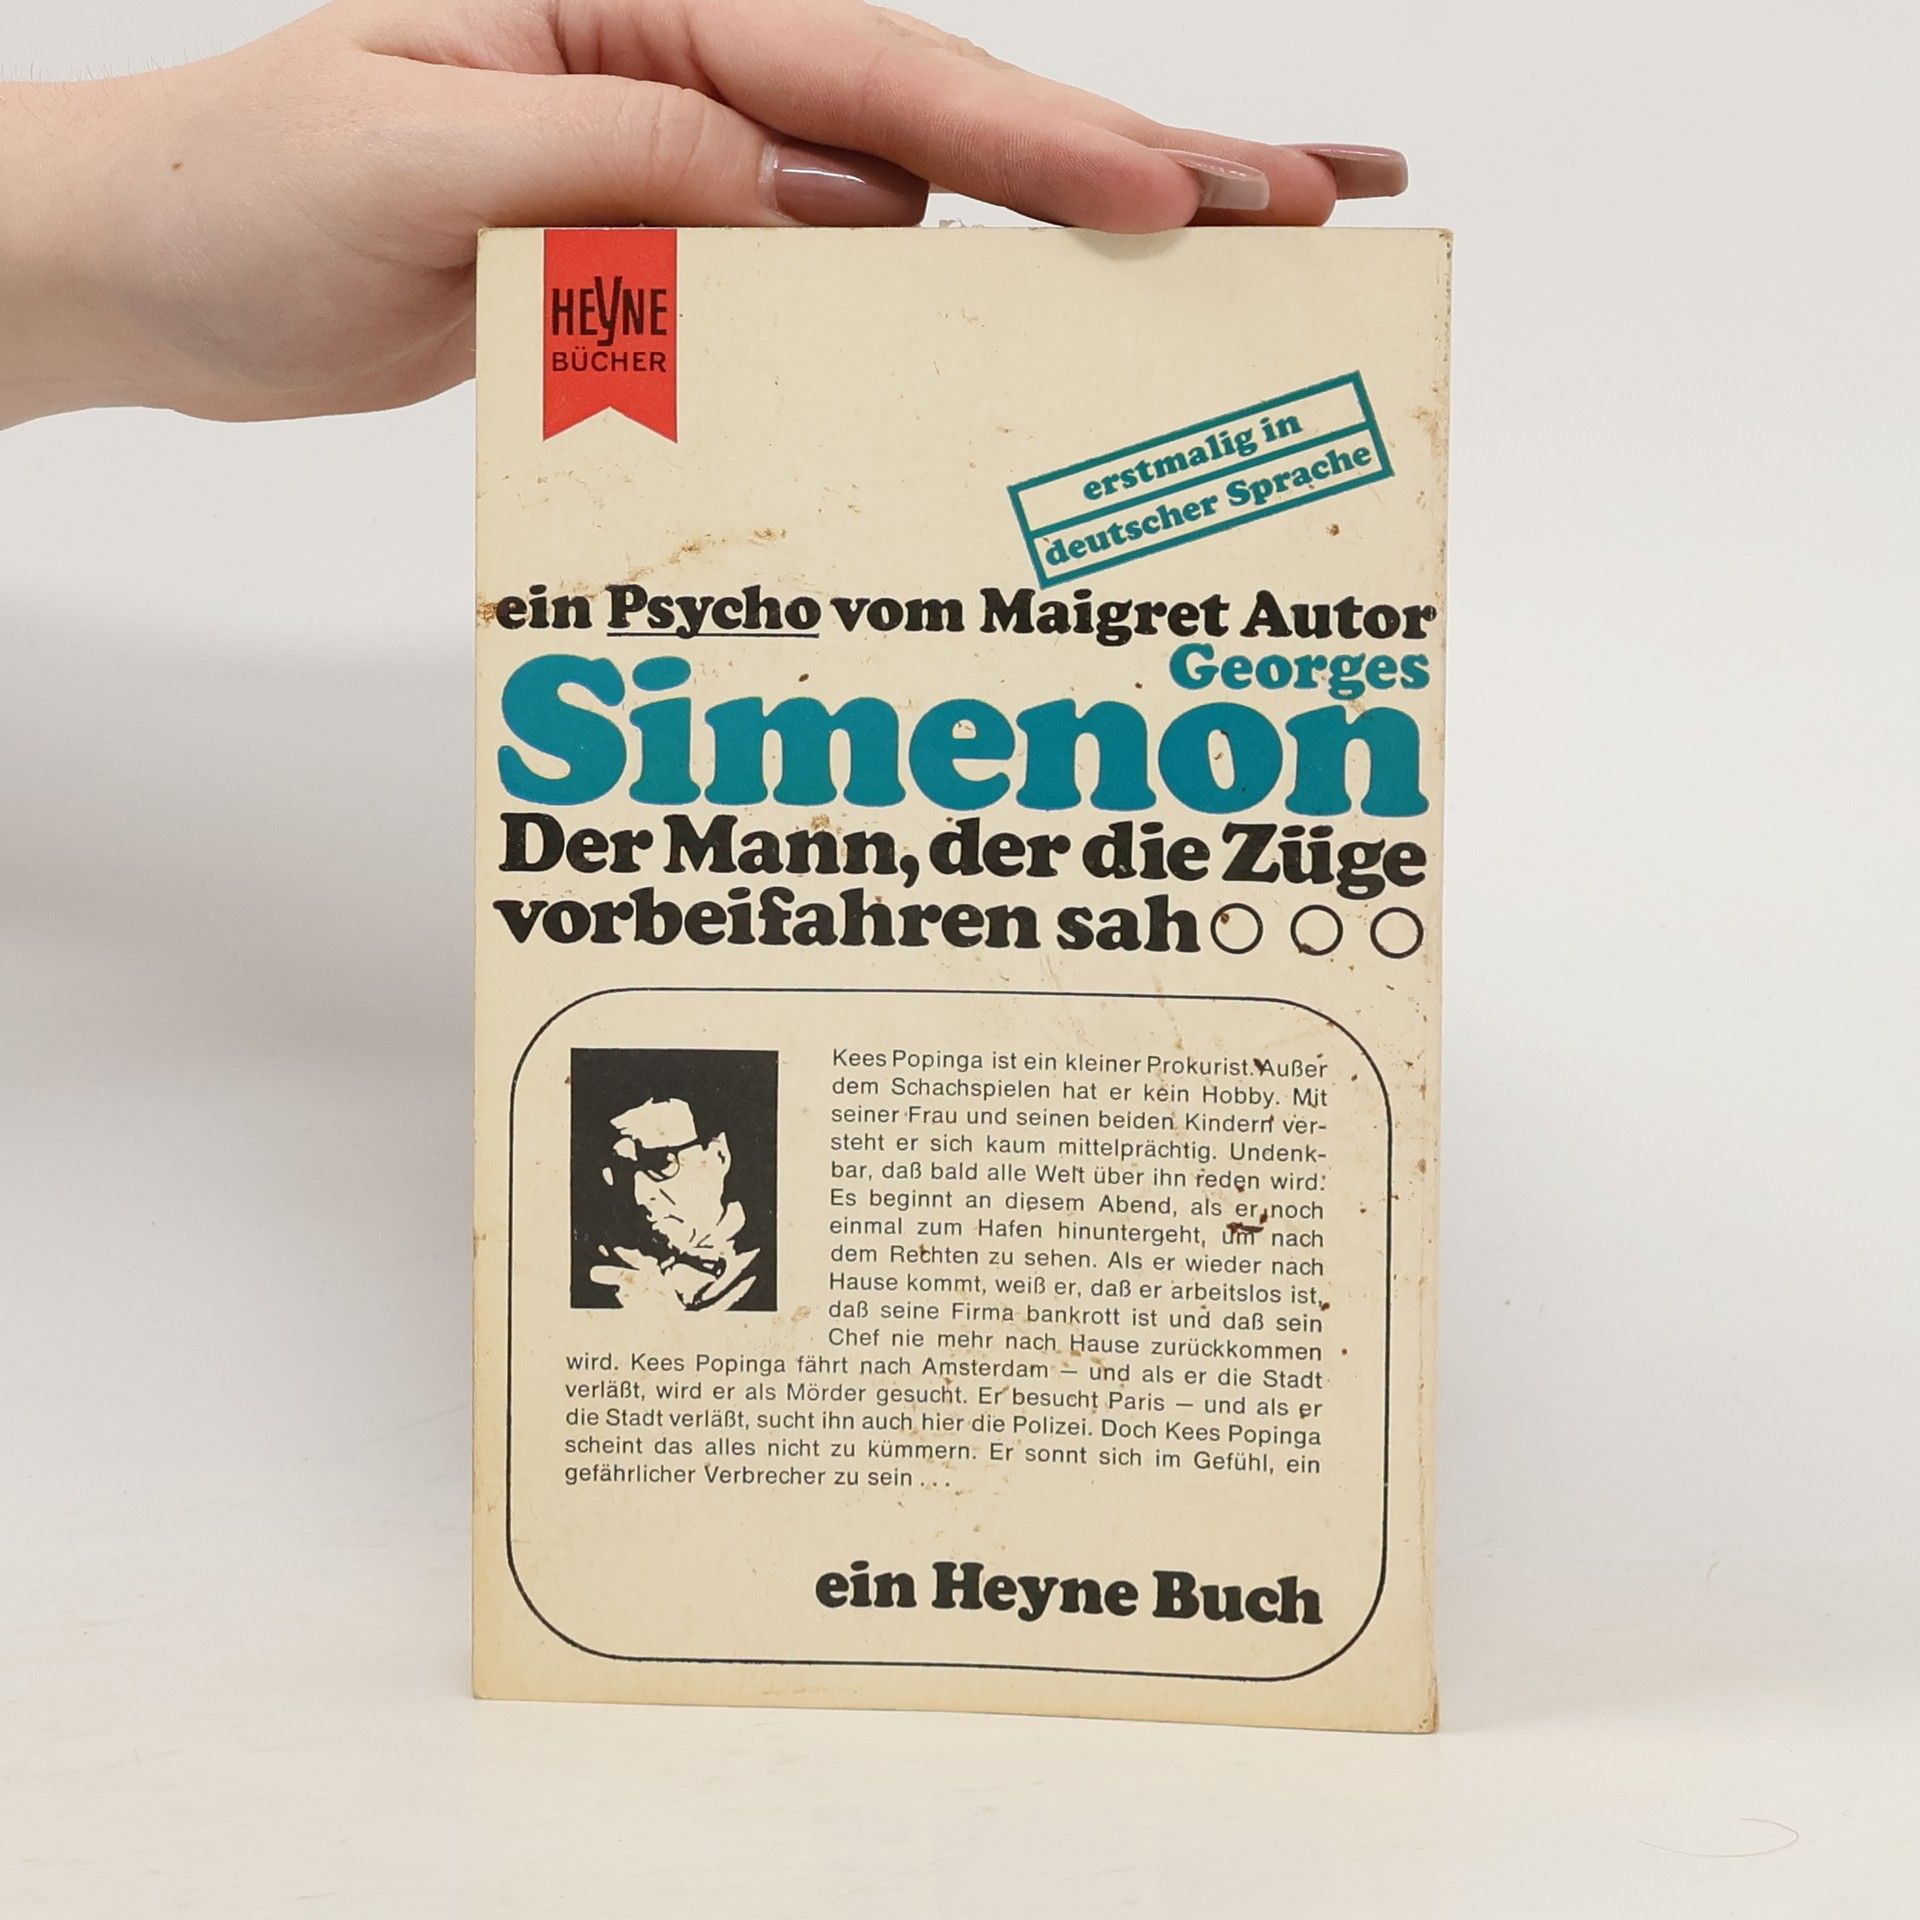 HEYNE
BÜCHER
erstmalig in
deutscher Sprache
ein Psycho vom Maigret Autor
Georges
Simenon
Der Mann, der die Züge
vorbeifahren sah
Kees Popinga ist ein kleiner Prokurist. Außer
dem Schachspielen hat er kein Hobby. Mit
seiner Frau und seinen beiden Kindern ver-
steht er sich kaum mittelprächtig. Undenk-
bar, daß bald alle Welt über ihn reden wird.
Es beginnt an diesem Abend, als er noch
einmal zum Hafen hinuntergeht, um nach
dem Rechten zu sehen. Als er wieder nach
Hause kommt, weiß er, daß er arbeitslos ist,
daß seine Firma bankrott ist und daß sein
Chef nie mehr nach Hause zurückkommen
wird. Kees Popinga fährt nach Amsterdam — und als er die Stadt
verläßt, wird er als Mörder gesucht. Er besucht Paris — und als er
die Stadt verläßt, sucht ihn auch hier die Polizei. Doch Kees Popinga
scheint das alles nicht zu kümmern. Er sonnt sich im Gefühl, ein
gefährlicher Verbrecher zu sein . . .
ein Heyne Buch